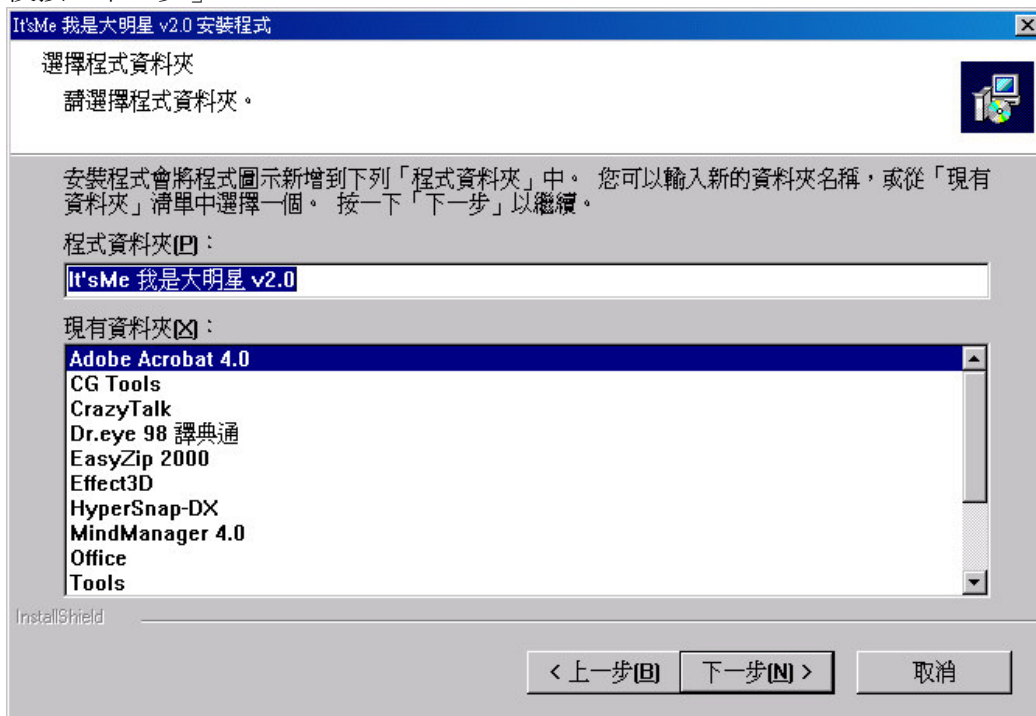 It'sMe 我是大明星 v2.0 安裝程式
選擇程式資料夾
請選擇程式資料夾。
安裝程式會將程式圖示新增到下列「程式資料夾」中。 您可以輸入新的資料夾名稱，或從「現有
資料夾」清單中選擇一個。 按一下「下一步」以繼續。
程式資料夾(P)：
It'sMe 我是大明星 v2.0
現有資料夾(X)：
Adobe Acrobat 4.0
CG Tools
CrazyTalk
Dr.eye 98 譯典通
EasyZip 2000
Effect3D
HyperSnap-DX
MindManager 4.0
Office
Tools
InstallShield
< 上一步(B) 下一步(N) > 取消